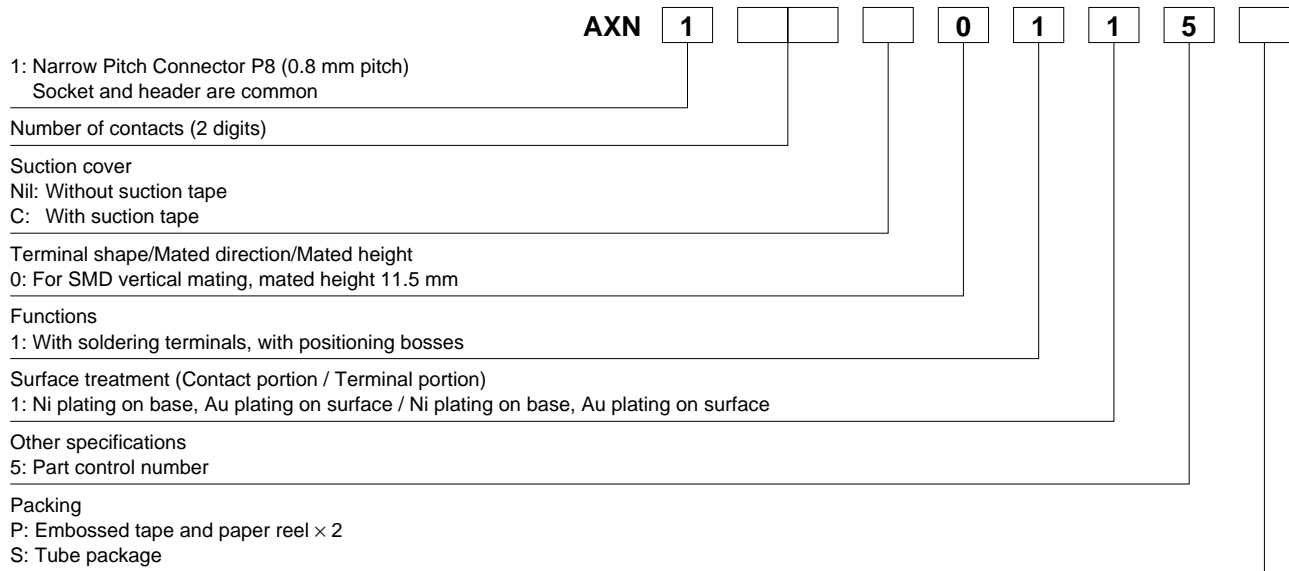 AXN 1 0 1 1 5
1: Narrow Pitch Connector P8 (0.8 mm pitch)
Socket and header are common
Number of contacts (2 digits)
Suction cover
Nil: Without suction tape
C: With suction tape
Terminal shape/Mated direction/Mated height
0: For SMD vertical mating, mated height 11.5 mm
Functions
1: With soldering terminals, with positioning bosses
Surface treatment (Contact portion / Terminal portion)
1: Ni plating on base, Au plating on surface / Ni plating on base, Au plating on surface
Other specifications
5: Part control number
Packing
P: Embossed tape and paper reel × 2
S: Tube package